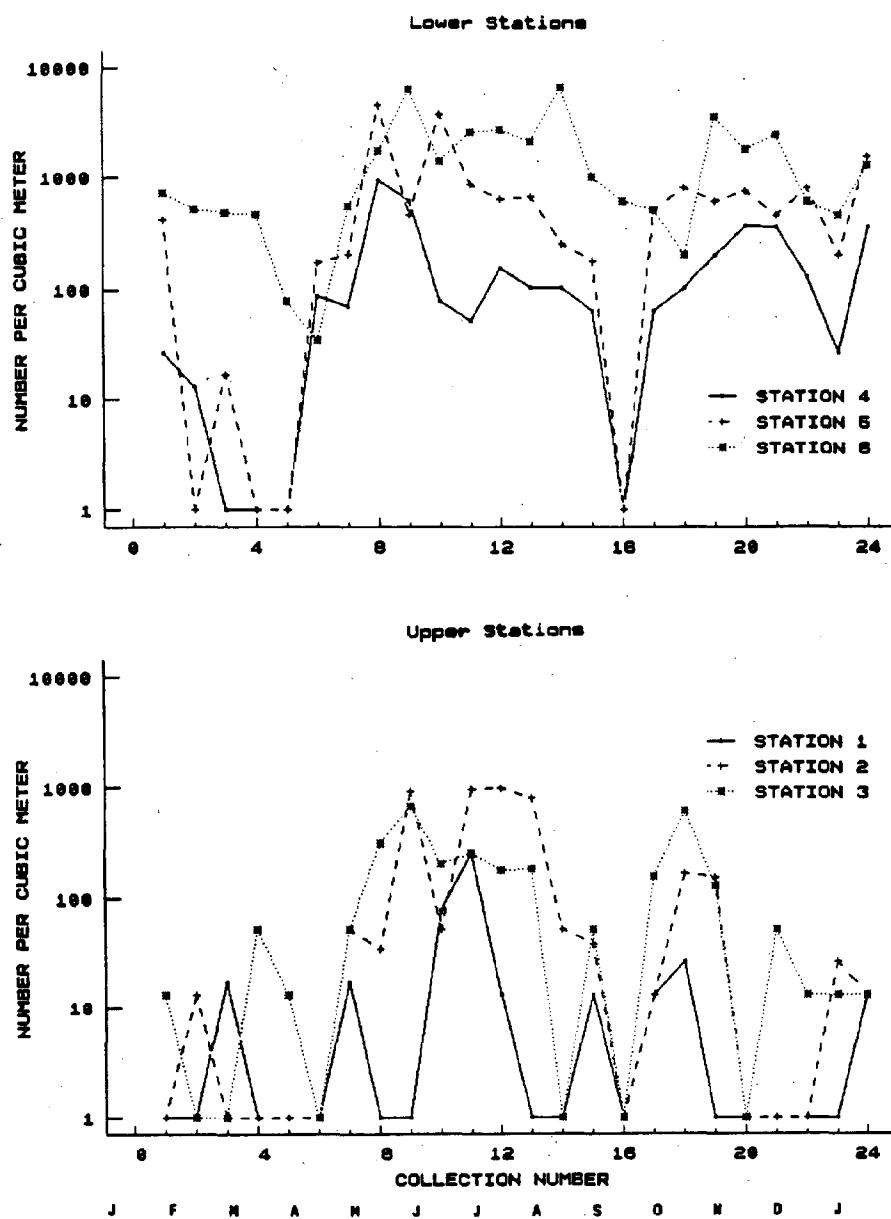 Lower Stations
10000
1000
100
10
1
NUMBER PER CUBIC METER
STATION 4
STATION 5
STATION 6
0 4 8 12 16 20 24
Upper Stations
10000
1000
100
10
1
NUMBER PER CUBIC METER
STATION 1
STATION 2
STATION 3
0 4 8 12 16 20 24
COLLECTION NUMBER
J F M A M J J A S O N D J